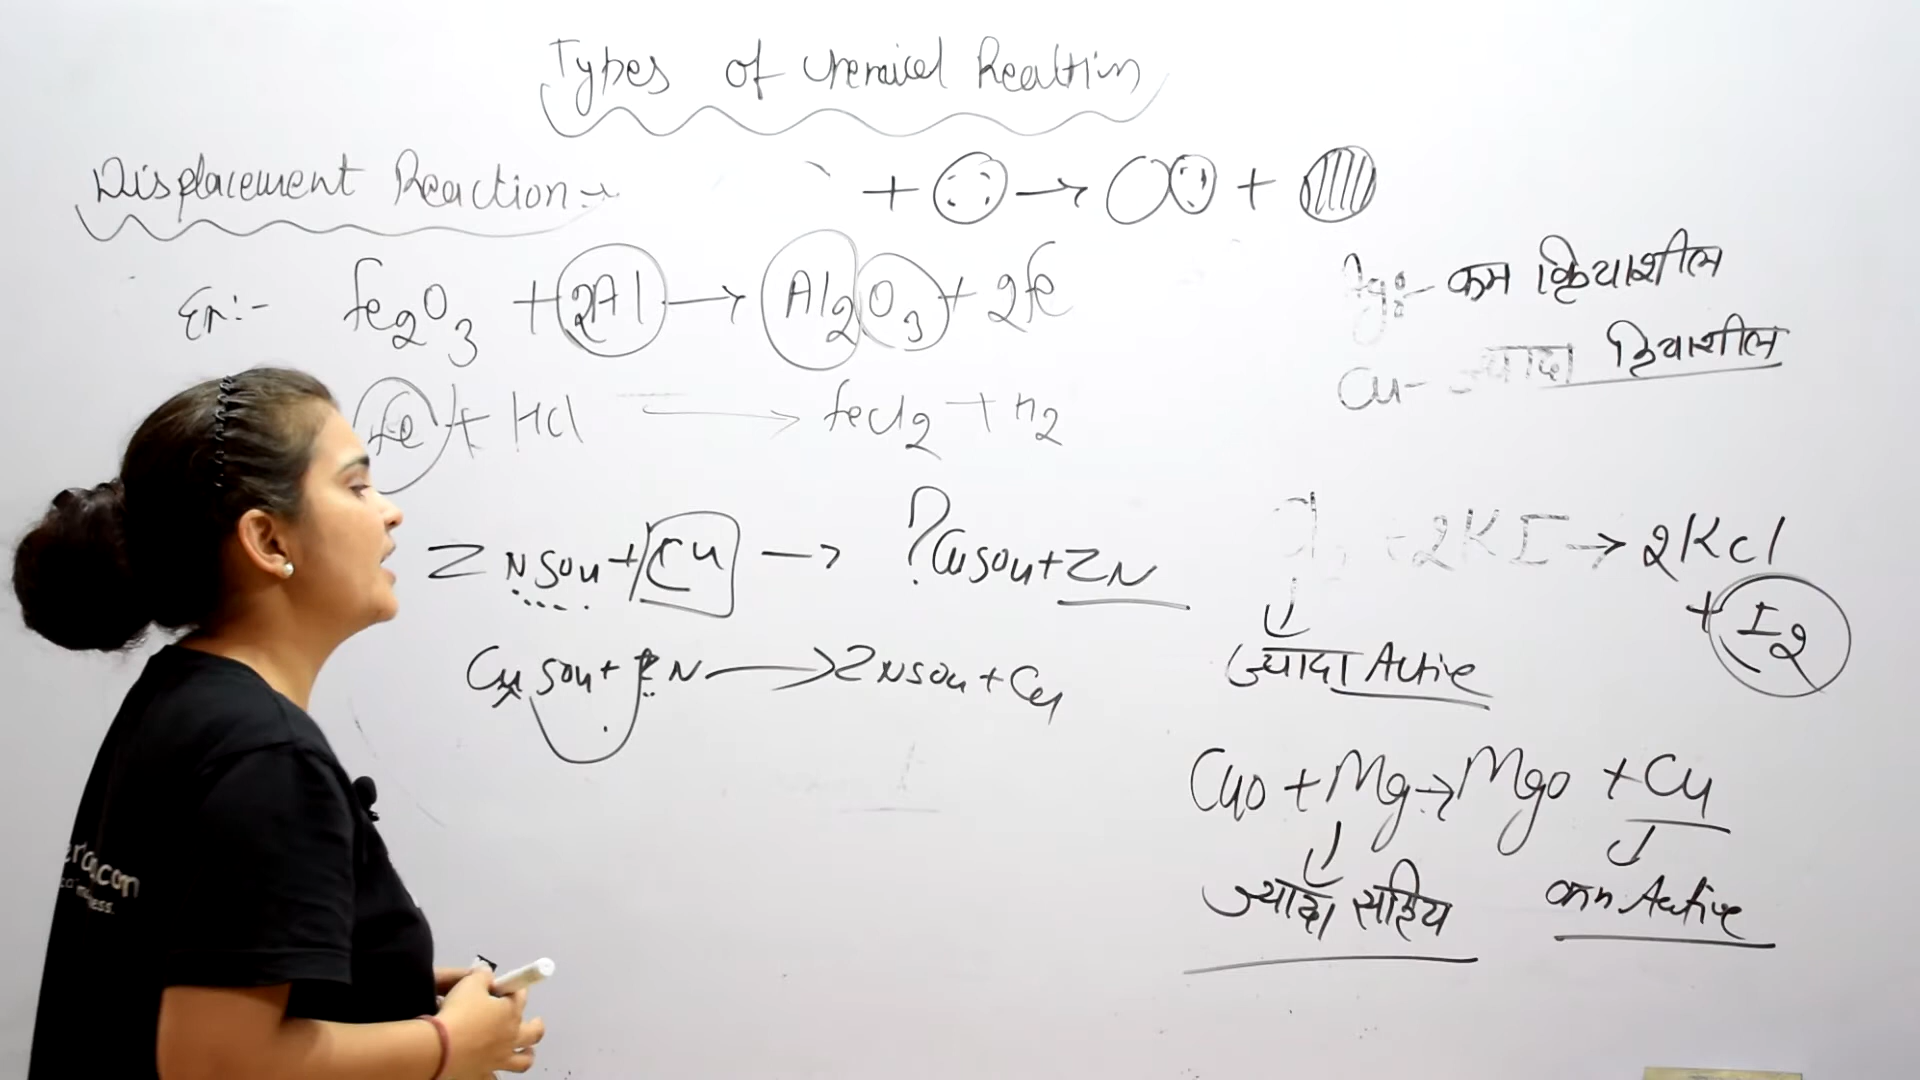 Types of Chemical Reaction
Displacement Reaction :→
+ → +
Ex:- Fe2O3 + 2Al → Al2O3 + 2Fe
Fe + HCl → FeCl2 + H2
ZNSO4 + Cu → ? CuSO4 + ZN
CuSO4 + ZN → ZNSO4 + Cu
Ag:- कम क्रियाशील
Cu- ज्यादा क्रियाशील
Cl2 + 2KI → 2KCl
+ I2
ज्यादा Active
CuO + Mg → MgO + Cu
ज्यादा सक्रिय कम Active